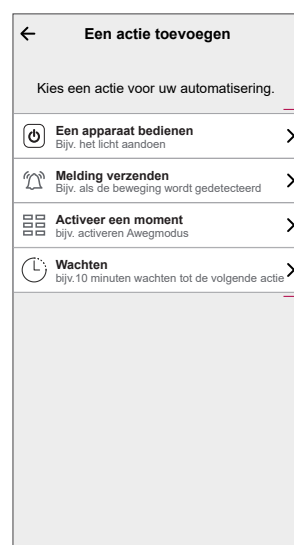 Een actie toevoegen
Kies een actie voor uw automatisering.
Een apparaat bedienen
Bijv. het licht aandoen
Melding verzenden
Bijv. als de beweging wordt gedetecteerd
Activeer een moment
bijv. activeren Awegmodus
Wachten
bijv.10 minuten wachten tot de volgende actie